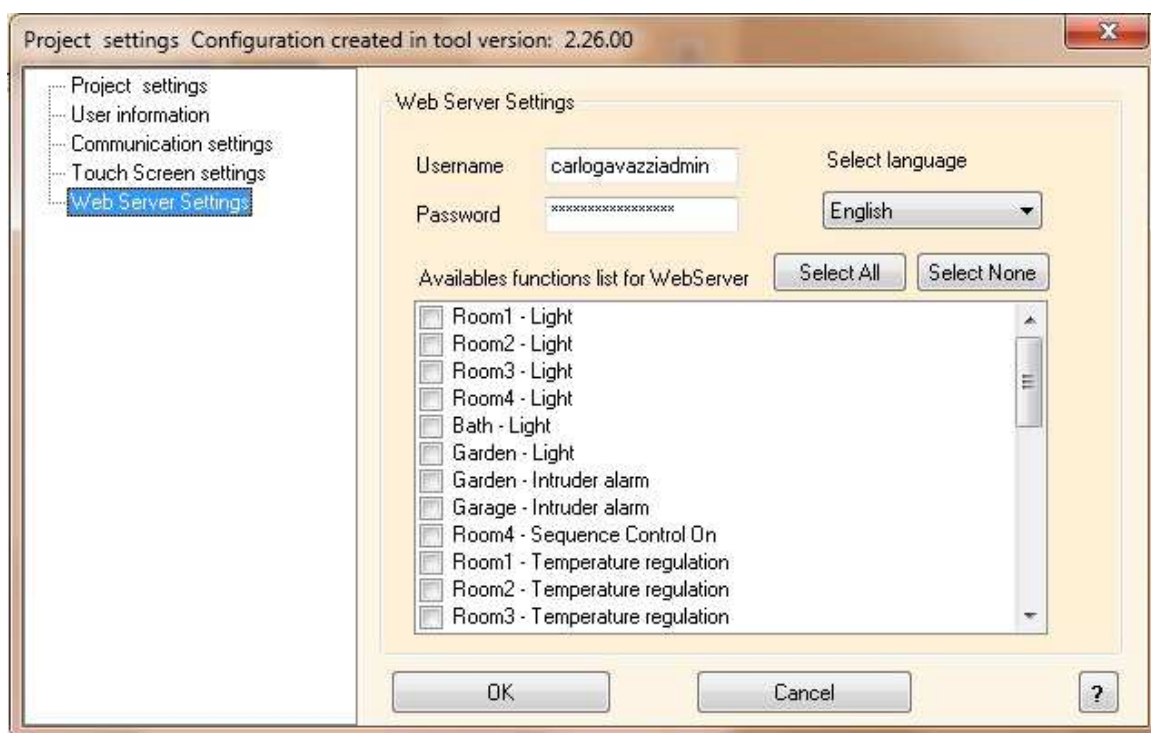 Project settings Configuration created in tool version: 2.26.00
x
Project settings
User information
Communication settings
Touch Screen settings
Web Server Settings
Web Server Settings
Username carlogavazziadmin Select language
Password ***************** English
Availables functions list for WebServer Select All Select None
Room1 - Light
Room2 - Light
Room3 - Light
Room4 - Light
Bath - Light
Garden - Light
Garden - Intruder alarm
Garage - Intruder alarm
Room4 - Sequence Control On
Room1 - Temperature regulation
Room2 - Temperature regulation
Room3 - Temperature regulation
OK Cancel ?